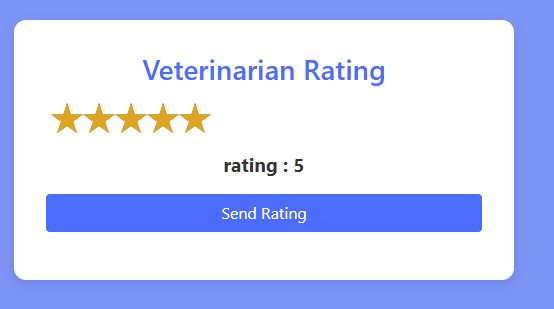 Veterinarian Rating
rating : 5
Send Rating